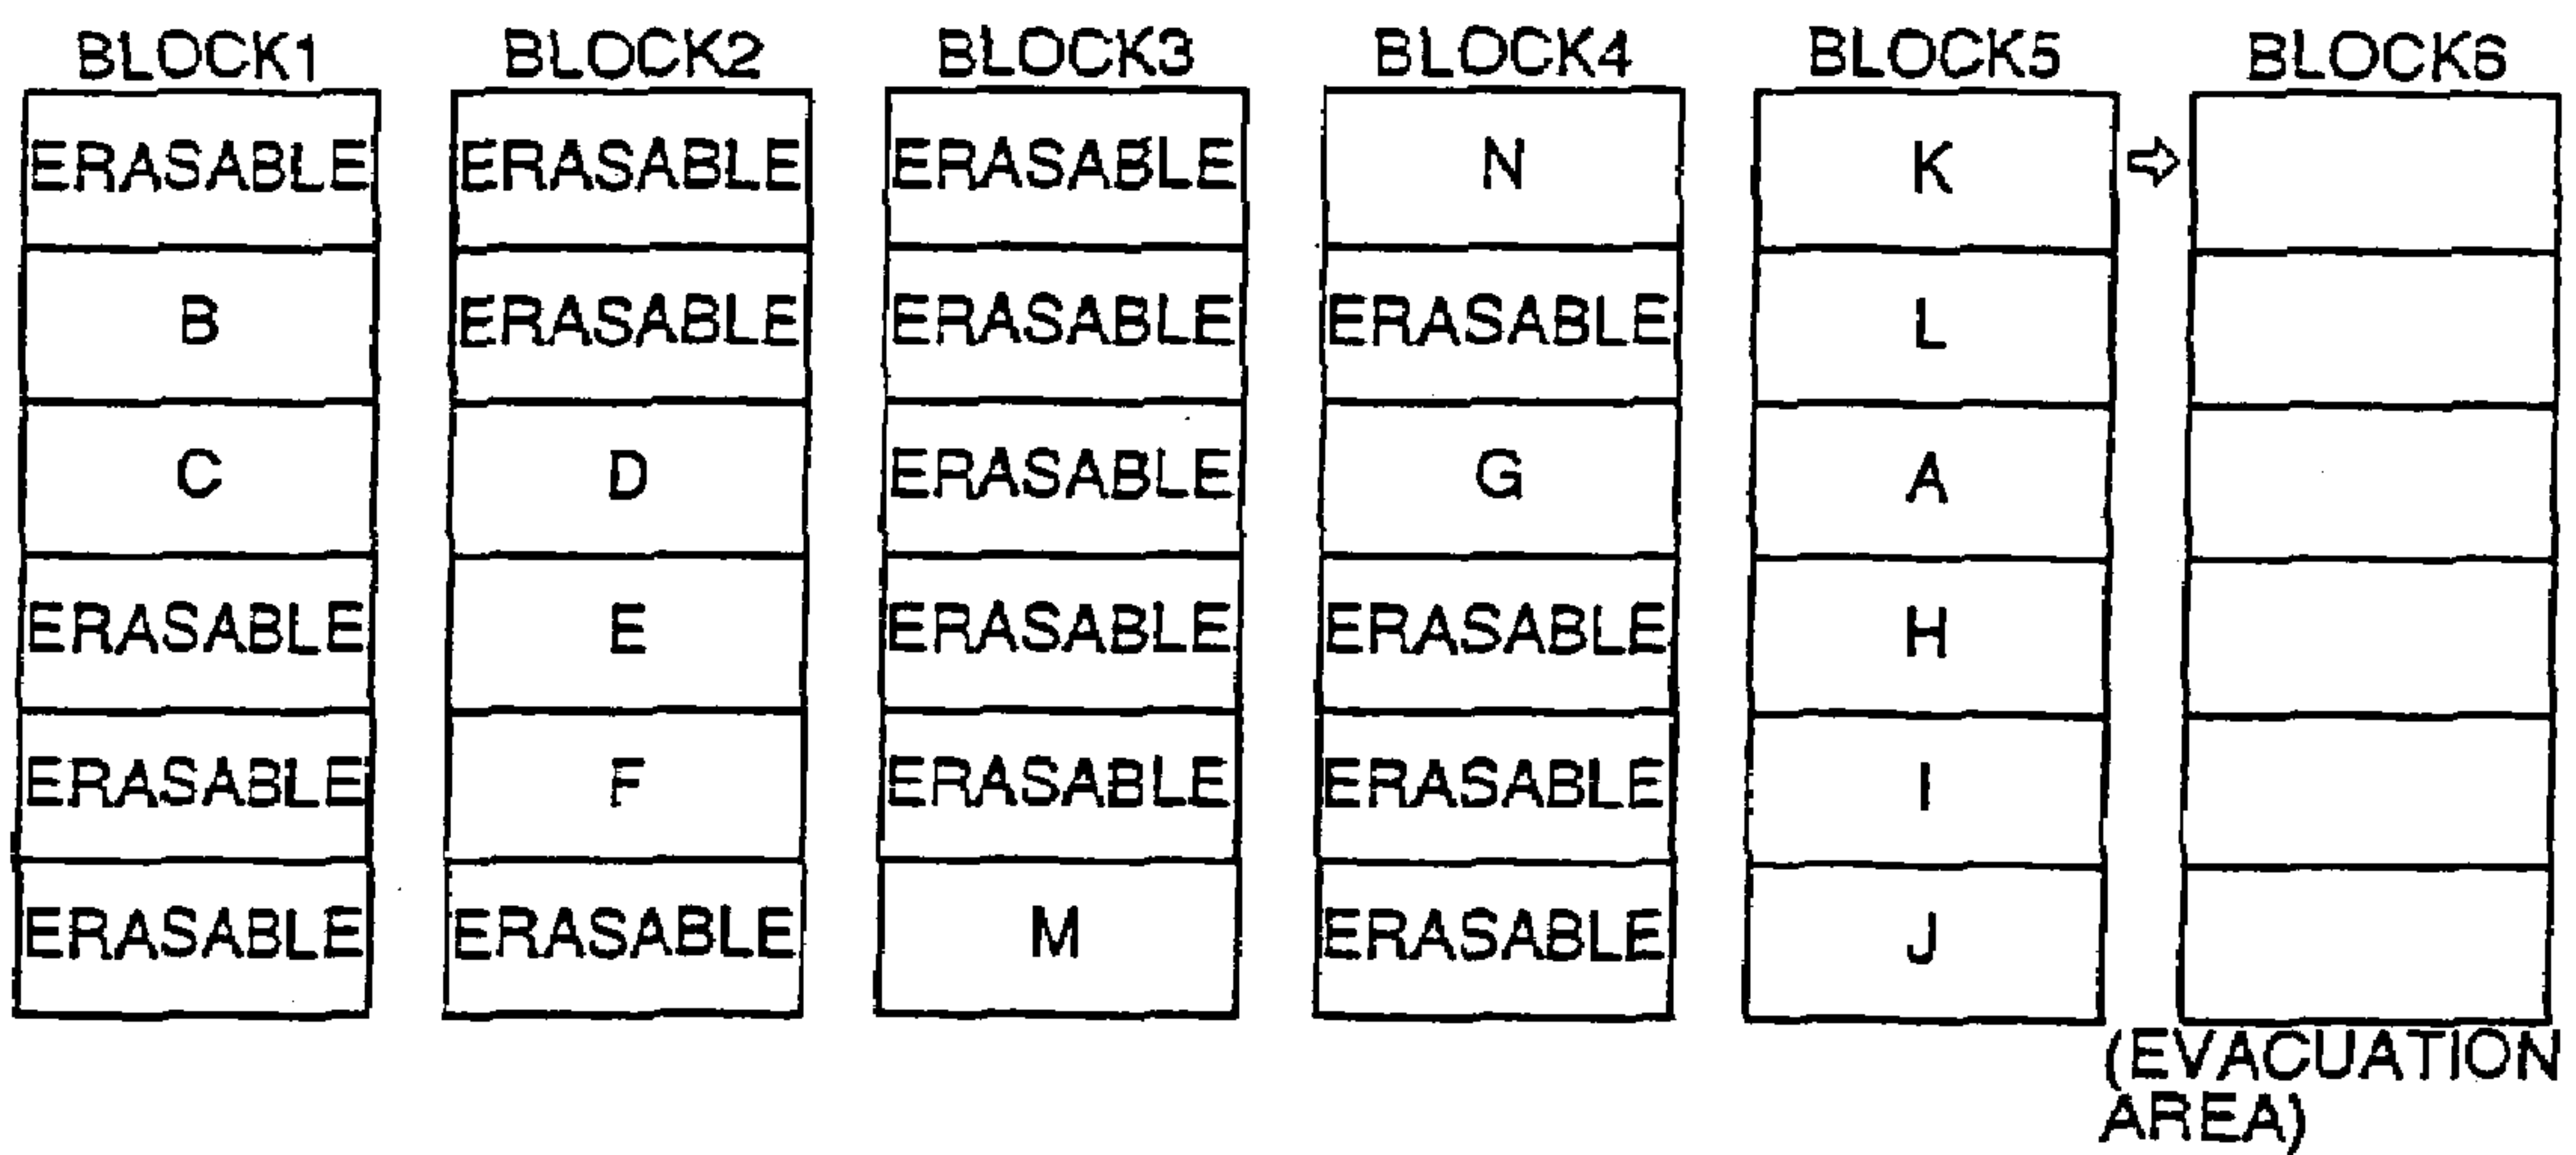 BLOCK1 BLOCK2 BLOCK3 BLOCK4 BLOCK5 BLOCK6
ERASABLE ERASABLE ERASABLE N K ⇨
B ERASABLE ERASABLE ERASABLE L
C D ERASABLE G A
ERASABLE E ERASABLE ERASABLE H
ERASABLE F ERASABLE ERASABLE I
ERASABLE ERASABLE M ERASABLE J
(EVACUATION
AREA)